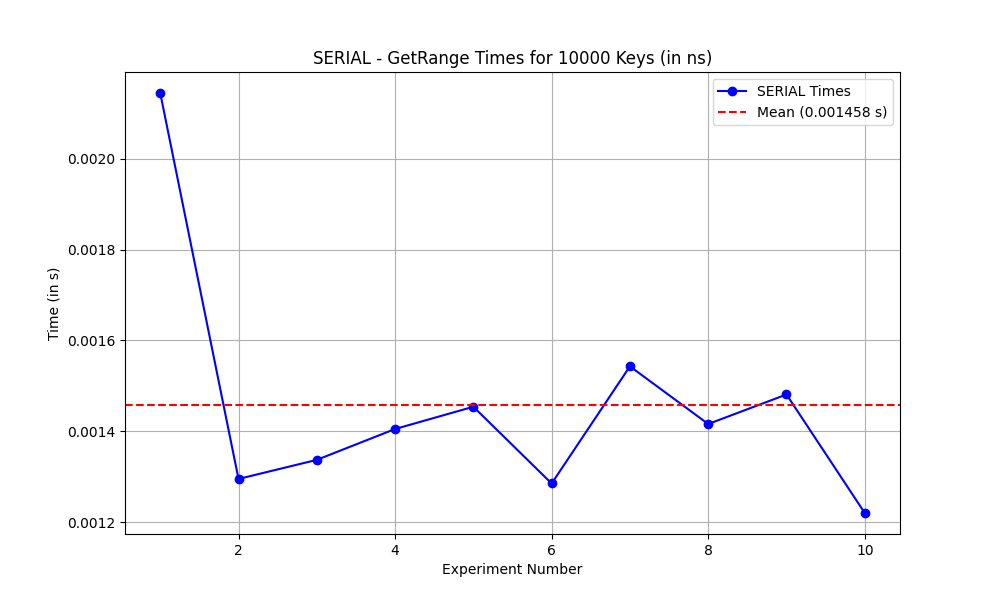 SERIAL - GetRange Times for 10000 Keys (in ns)
SERIAL Times
Mean (0.001458 s)
Time (in s)
0.0020
0.0018
0.0016
0.0014
0.0012
2 4 6 8 10
Experiment Number